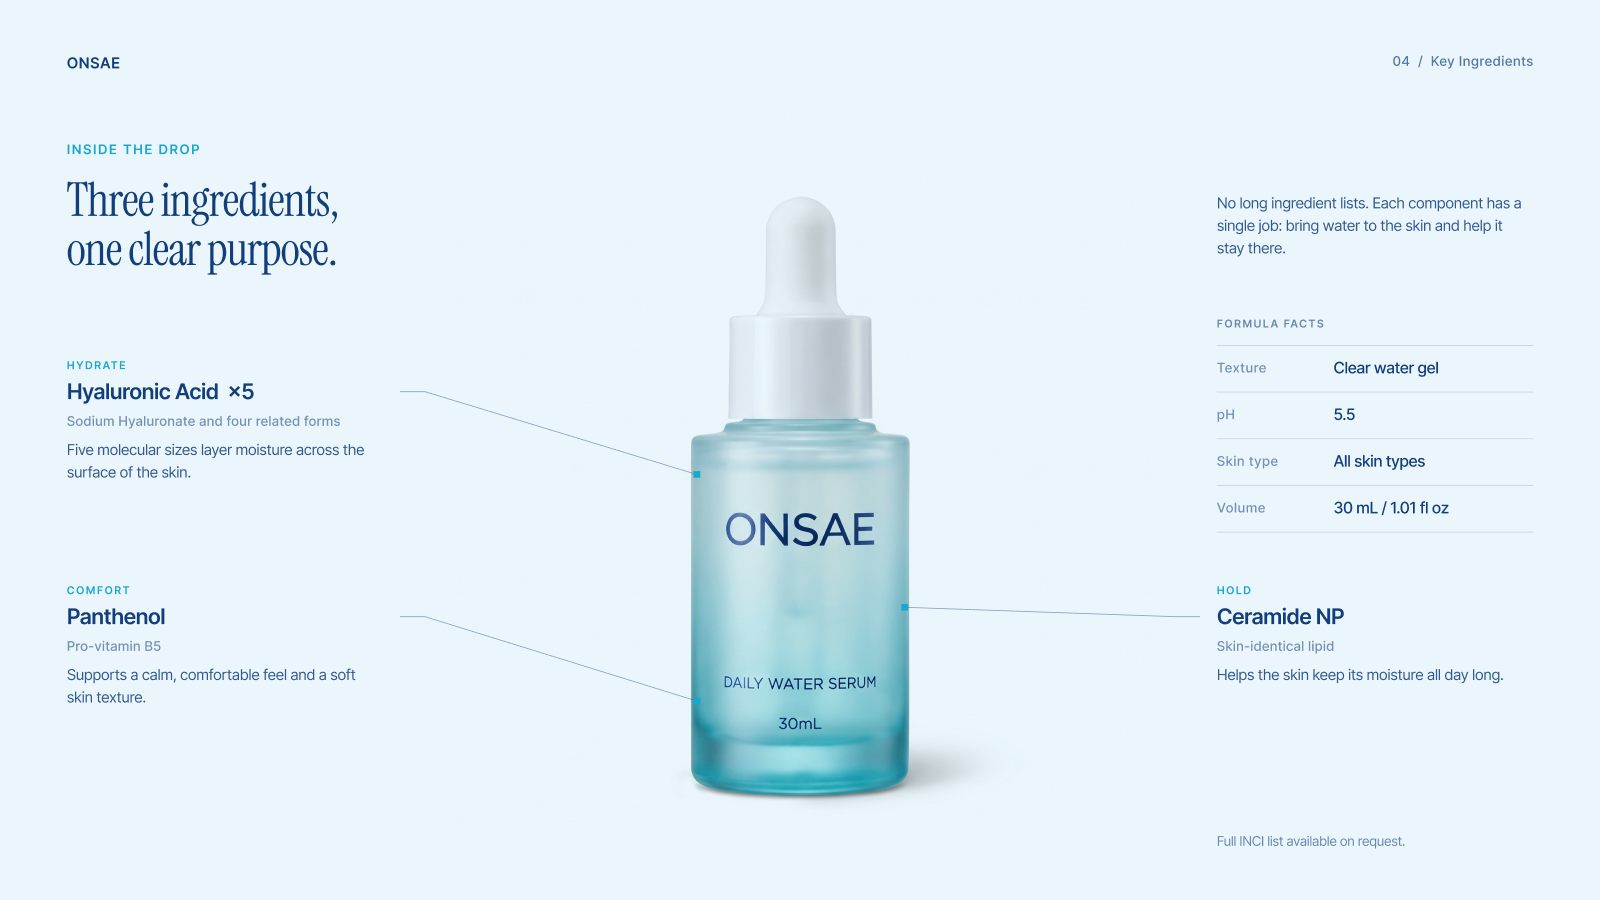 ONSAE
04 / Key Ingredients
INSIDE THE DROP
Three ingredients,
one clear purpose.
HYDRATE
Hyaluronic Acid ×5
Sodium Hyaluronate and four related forms
Five molecular sizes layer moisture across the
surface of the skin.
COMFORT
Panthenol
Pro-vitamin B5
Supports a calm, comfortable feel and a soft
skin texture.
ONSAE
DAILY WATER SERUM
30mL
No long ingredient lists. Each component has a
single job: bring water to the skin and help it
stay there.
FORMULA FACTS
Texture Clear water gel
pH 5.5
Skin type All skin types
Volume 30 mL / 1.01 fl oz
HOLD
Ceramide NP
Skin-identical lipid
Helps the skin keep its moisture all day long.
Full INCI list available on request.